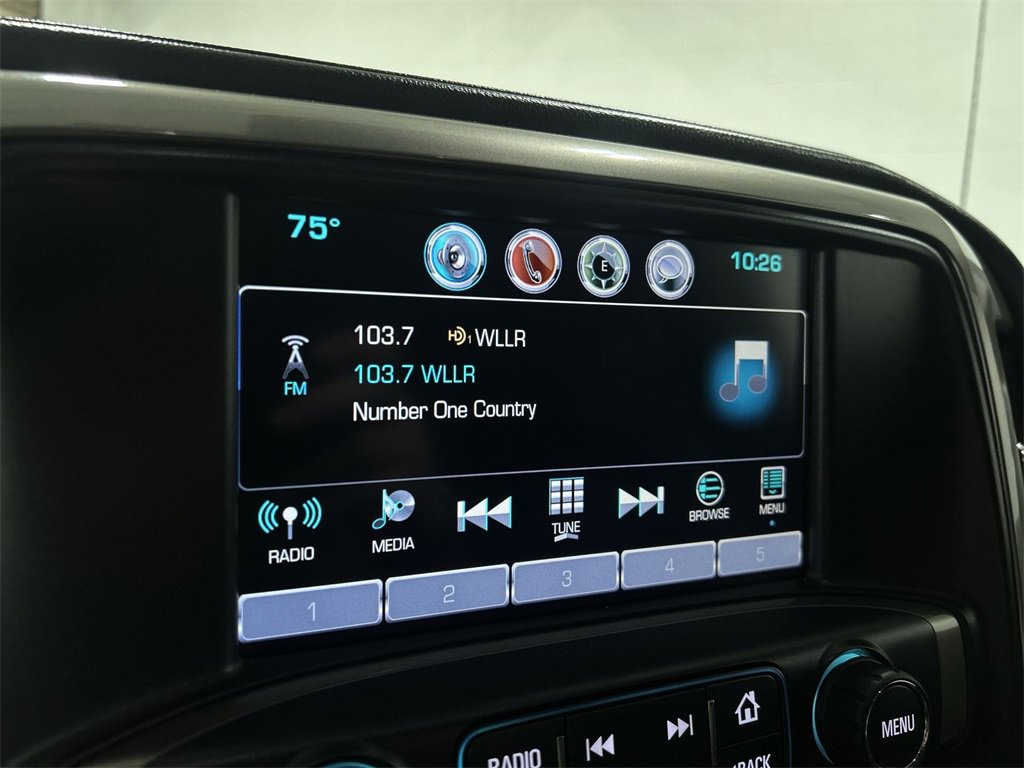 75°
E
10:26
103.7 HD1 WLLR
FM
103.7 WLLR
Number One Country
RADIO
MEDIA
TUNE
BROWSE
MENU
1 2 3 4 5
RADIO
BACK
MENU